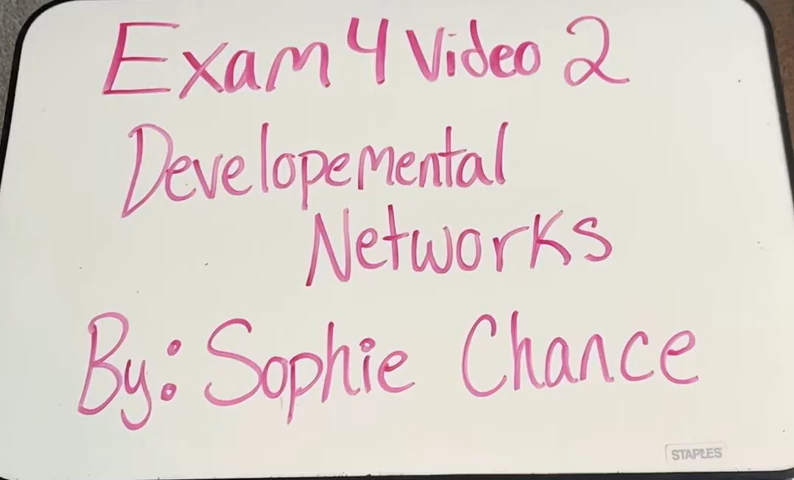 Exam 4 Video 2
Developemental
Networks
By: Sophie Chance
STAPLES